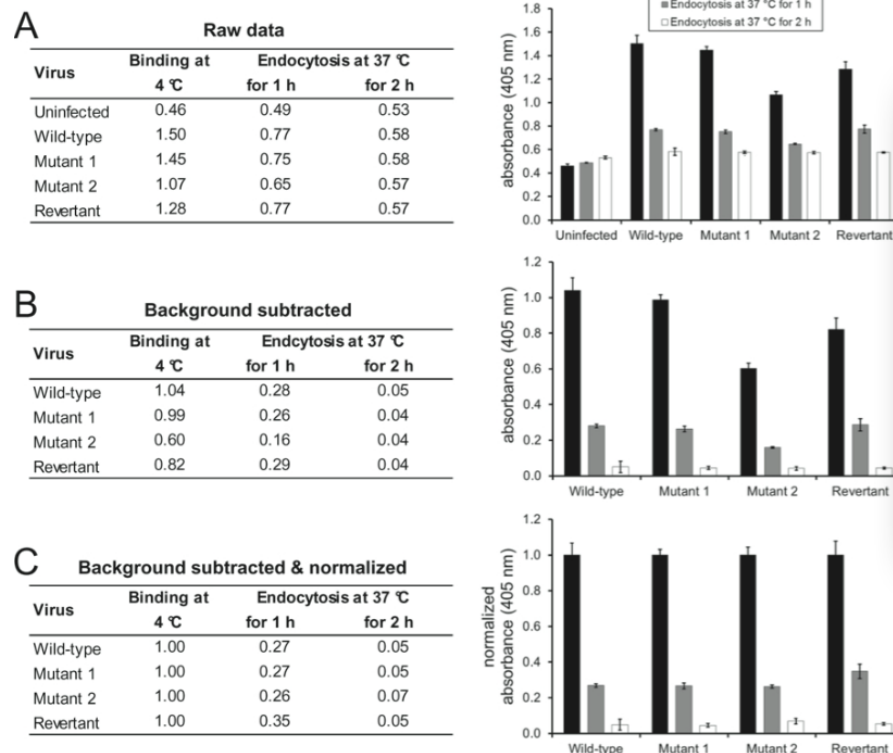 A
Raw data
Virus Binding at 4 ℃ Endocytosis at 37 ℃ for 1 h for 2 h
Uninfected 0.46 0.49 0.53
Wild-type 1.50 0.77 0.58
Mutant 1 1.45 0.75 0.58
Mutant 2 1.07 0.65 0.57
Revertant 1.28 0.77 0.57
Endocytosis at 37 °C for 1 h
Endocytosis at 37 °C for 2 h
absorbance (405 nm)
1.8
1.6
1.4
1.2
1.0
0.8
0.6
0.4
0.2
0.0
Uninfected Wild-type Mutant 1 Mutant 2 Revertant
B
Background subtracted
Virus Binding at 4 ℃ Endcytosis at 37 ℃ for 1 h for 2 h
Wild-type 1.04 0.28 0.05
Mutant 1 0.99 0.26 0.04
Mutant 2 0.60 0.16 0.04
Revertant 0.82 0.29 0.04
absorbance (405 nm)
1.2
1.0
0.8
0.6
0.4
0.2
0.0
Wild-type Mutant 1 Mutant 2 Revertant
C
Background subtracted & normalized
Virus Binding at 4 ℃ Endocytosis at 37 ℃ for 1 h for 2 h
Wild-type 1.00 0.27 0.05
Mutant 1 1.00 0.27 0.05
Mutant 2 1.00 0.26 0.07
Revertant 1.00 0.35 0.05
normalized
absorbance (405 nm)
1.2
1.0
0.8
0.6
0.4
0.2
0.0
Wild-type Mutant 1 Mutant 2 Revertant